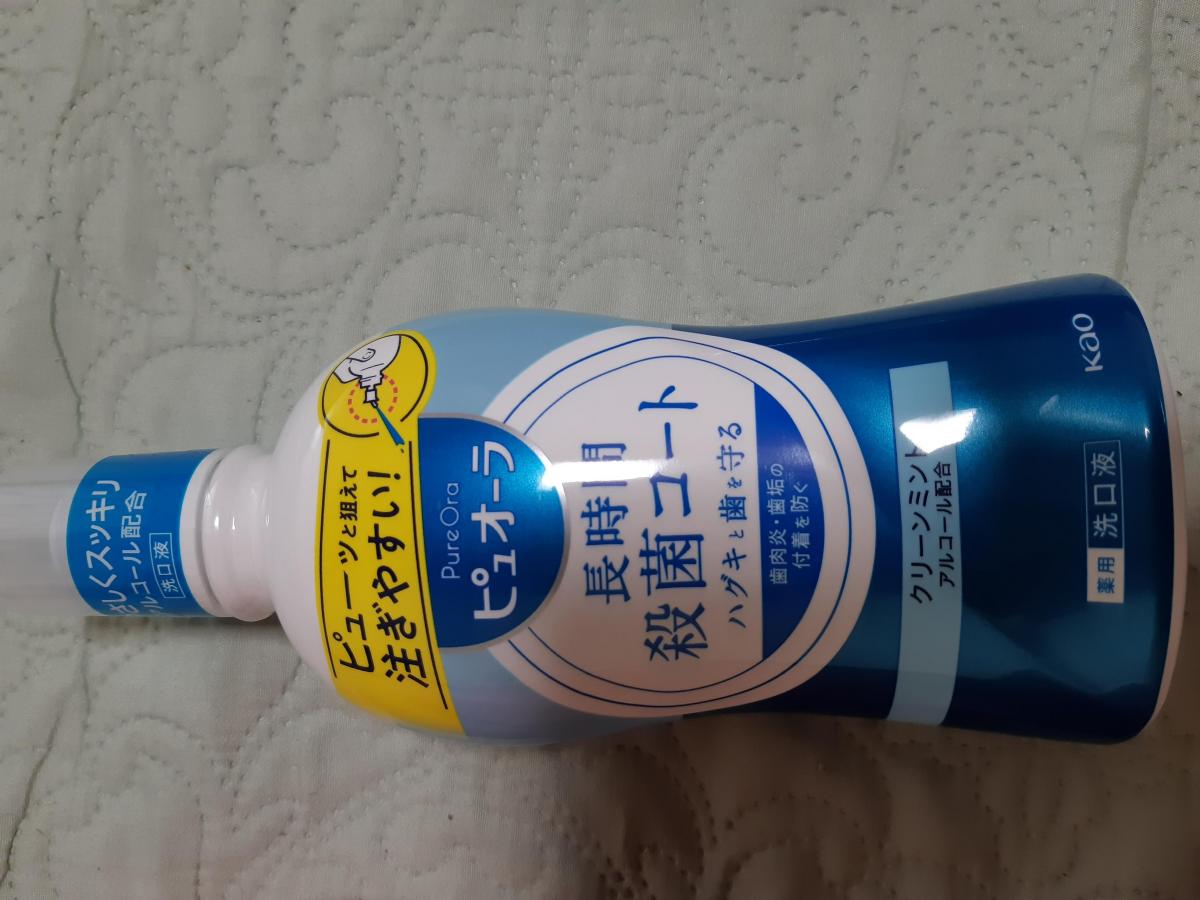 さしくスッキリ
アルコール配合
洗口液
ピューッと狙えて
注ぎやすい!
PureOra
ピュオーラ
長時間
殺菌コート
ハグキと歯を守る
歯肉炎・歯垢の
付着を防ぐ
クリーンミント
アルコール配合
薬用 洗口液
Kao